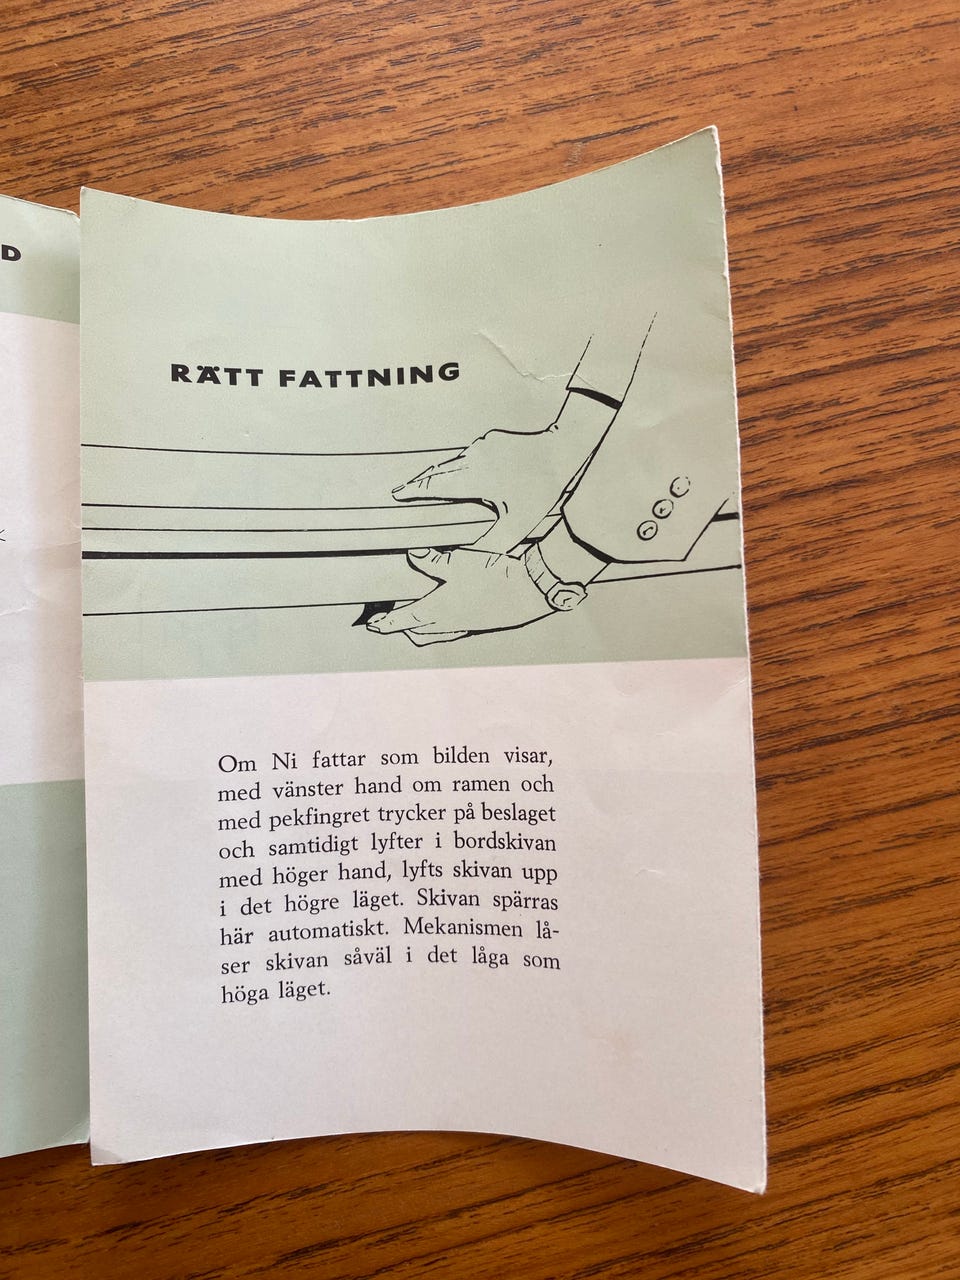 D
RÄTT FATTNING
Om Ni fattar som bilden visar,
med vänster hand om ramen och
med pekfingret trycker på beslaget
och samtidigt lyfter i bordskivan
med höger hand, lyfts skivan upp
i det högre läget. Skivan spärras
här automatiskt. Mekanismen lå-
ser skivan såväl i det låga som
höga läget.